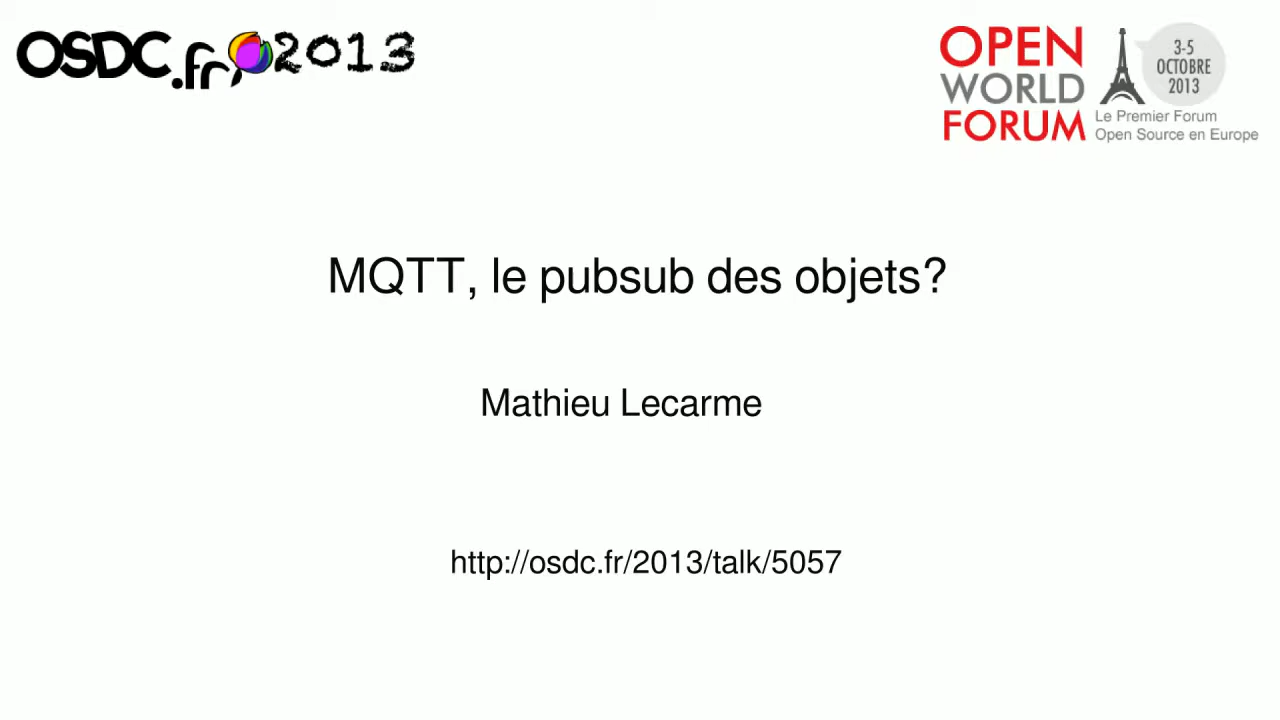 OSDC.fr 2013
OPEN
WORLD
FORUM
3-5
OCTOBRE
2013
Le Premier Forum
Open Source en Europe
MQTT, le pubsub des objets?
Mathieu Lecarme
http://osdc.fr/2013/talk/5057